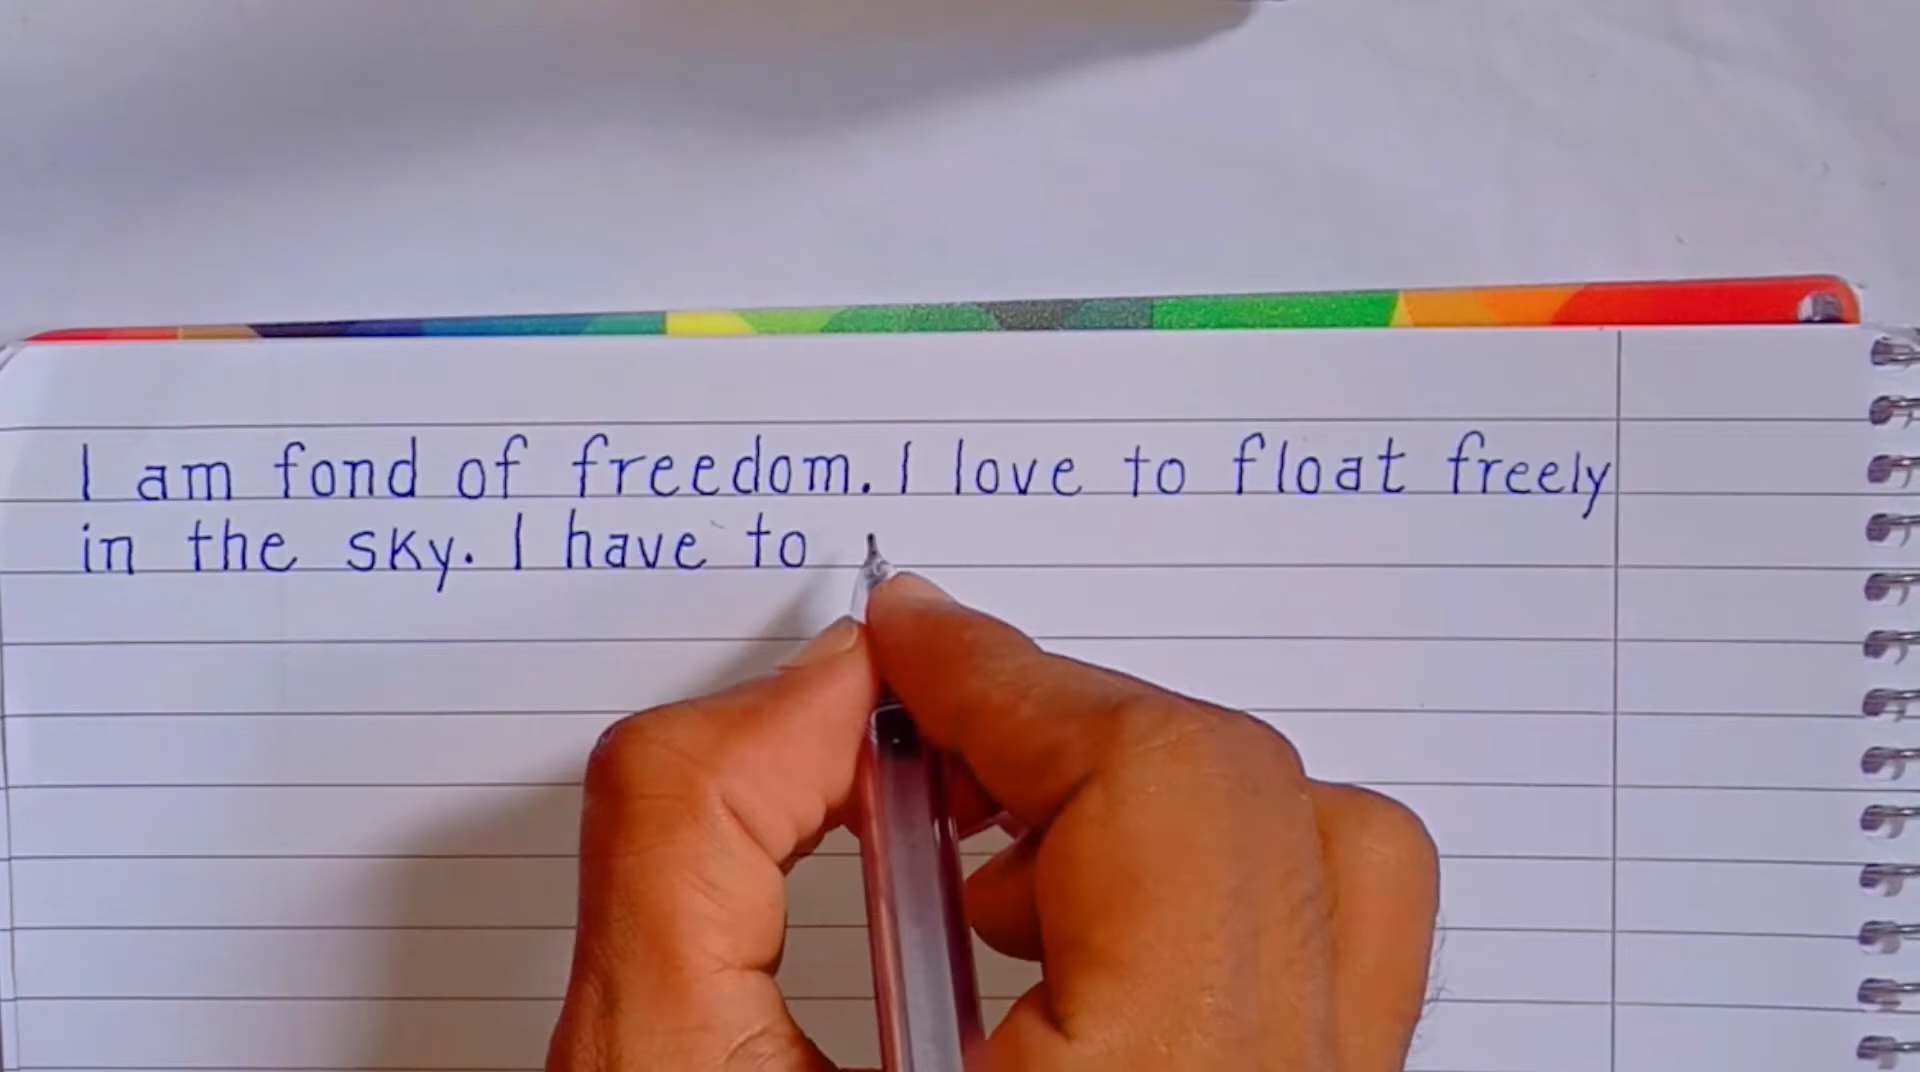 I am fond of freedom. I love to float freely
in the sky. I have to